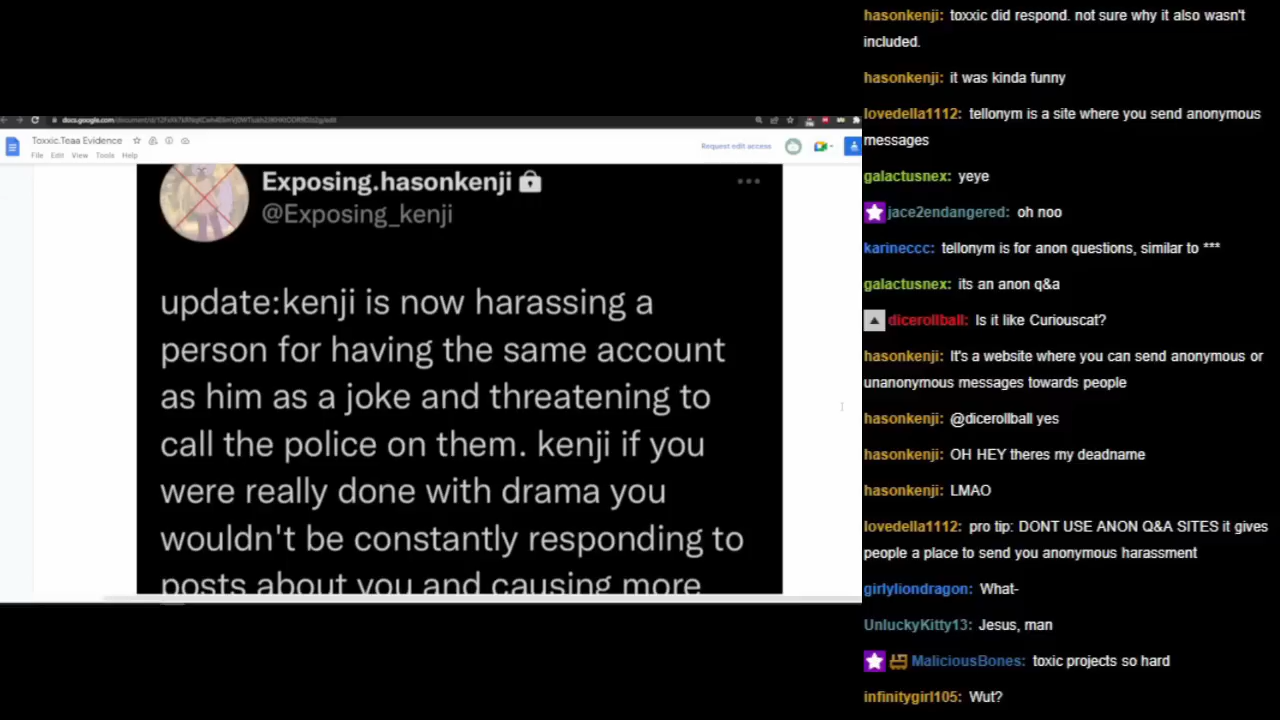 docs.google.com
Toxxic.Teaa Evidence
File Edit View Tools Help
Request edit access
Exposing.hasonkenji
@Exposing_kenji
update:kenji is now harassing a
person for having the same account
as him as a joke and threatening to
call the police on them. kenji if you
were really done with drama you
wouldn't be constantly responding to
posts about you and causing more
hasonkenji: toxxic did respond. not sure why it also wasn't
included.
hasonkenji: it was kinda funny
lovedella1112: tellonym is a site where you send anonymous
messages
galactusnex: yeye
jace2endangered: oh noo
karineccc: tellonym is for anon questions, similar to ***
galactusnex: its an anon q&a
dicerollball: Is it like Curiouscat?
hasonkenji: It's a website where you can send anonymous or
unanonymous messages towards people
hasonkenji: @dicerollball yes
hasonkenji: OH HEY theres my deadname
hasonkenji: LMAO
lovedella1112: pro tip: DONT USE ANON Q&A SITES it gives
people a place to send you anonymous harassment
girlyliondragon: What-
UnluckyKitty13: Jesus, man
MaliciousBones: toxic projects so hard
infinitygirl105: Wut?